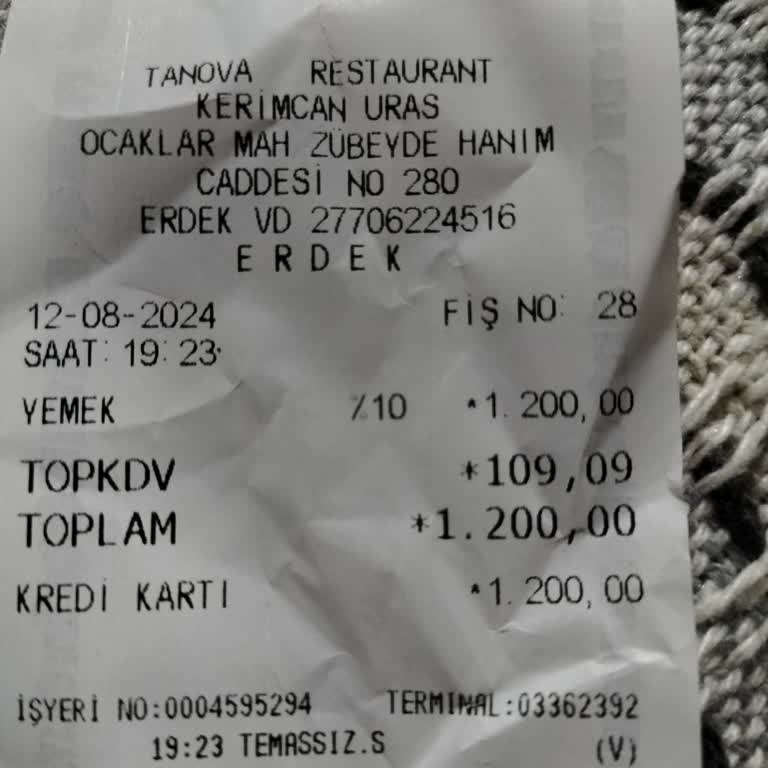 TANOVA RESTAURANT
KERİMCAN URAS
OCAKLAR MAH ZÜBEYDE HANIM
CADDESİ NO 280
ERDEK VD 27706224516
E R D E K
12-08-2024 FİŞ NO: 28
SAAT: 19:23
YEMEK %10 *1.200,00
TOPKDV *109,09
TOPLAM *1.200,00
KREDİ KARTI *1.200,00
İŞYERİ NO:0004595294 TERMINAL:03362392
19:23 TEMASSIZ.S (V)